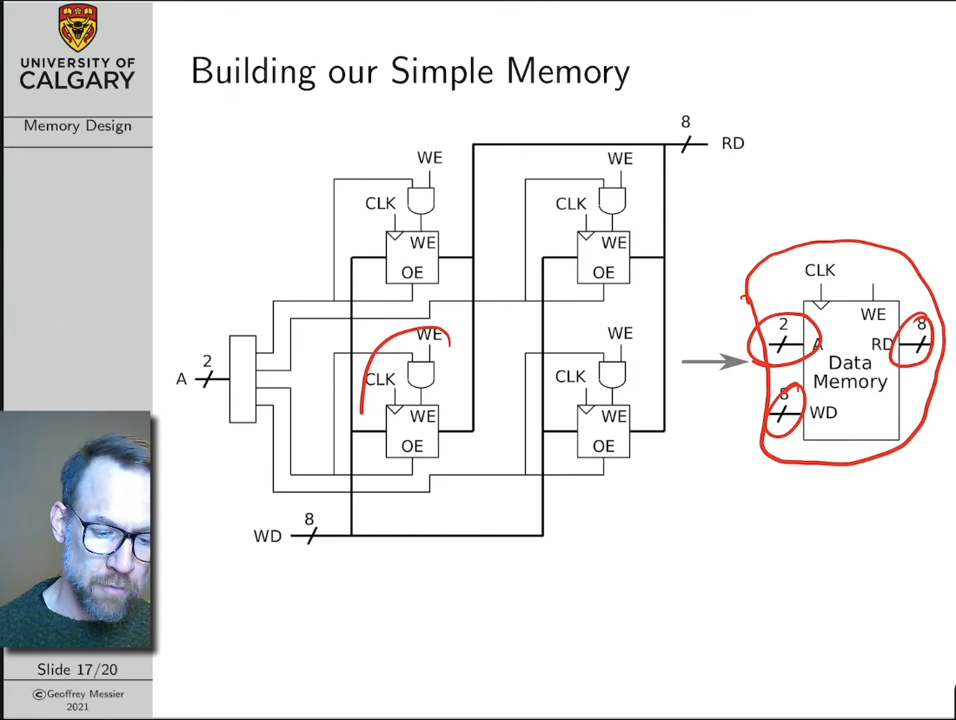 UNIVERSITY OF
CALGARY
Memory Design
Building our Simple Memory
8
RD
WE
WE
CLK
CLK
WE
WE
OE
OE
CLK
WE
WE
WE
2
8
CLK
CLK
A
RD
2
Data
A
Memory
WE
WE
8
WD
OE
OE
8
WD
Slide 17/20
©Geoffrey Messier
2021